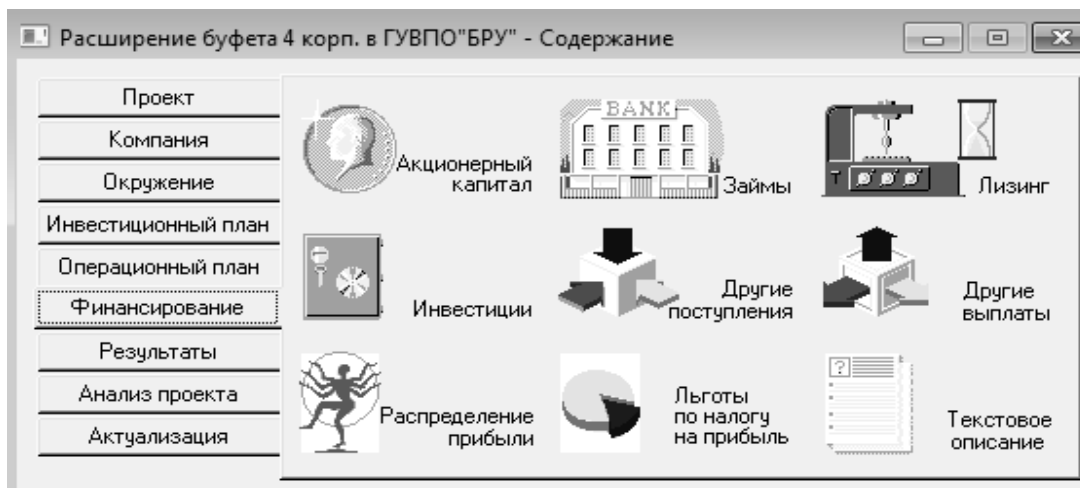 Расширение буфета 4 корп. в ГУВПО"БРУ" - Содержание
Проект
Компания
Окружение
Инвестиционный план
Операционный план
Финансирование
Результаты
Анализ проекта
Актуализация
Акционерный
капитал
BANK
Займы
Лизинг
Инвестиции
Другие
поступления
Другие
выплаты
Распределение
прибыли
Льготы
по налогу
на прибыль
?
Текстовое
описание